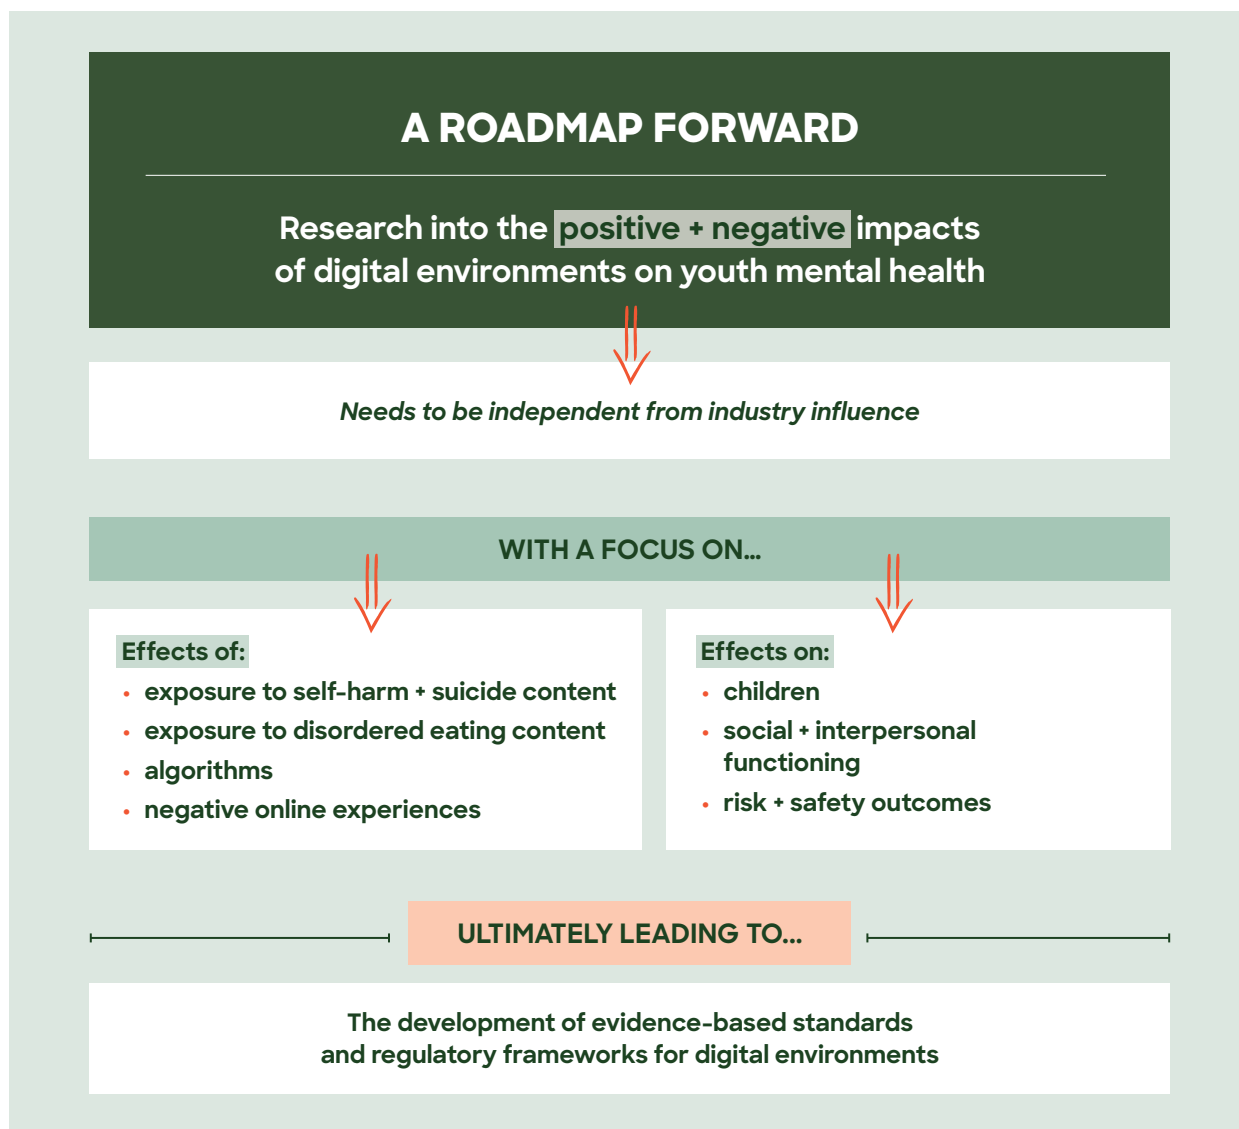 A ROADMAP FORWARD
Research into the positive + negative impacts
of digital environments on youth mental health
Needs to be independent from industry influence
WITH A FOCUS ON...
Effects of:
• exposure to self-harm + suicide content
• exposure to disordered eating content
• algorithms
• negative online experiences
Effects on:
• children
• social + interpersonal
functioning
• risk + safety outcomes
ULTIMATELY LEADING TO...
The development of evidence-based standards
and regulatory frameworks for digital environments